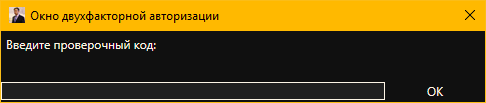 Окно двухфакторной авторизации
Введите проверочный код:
OK